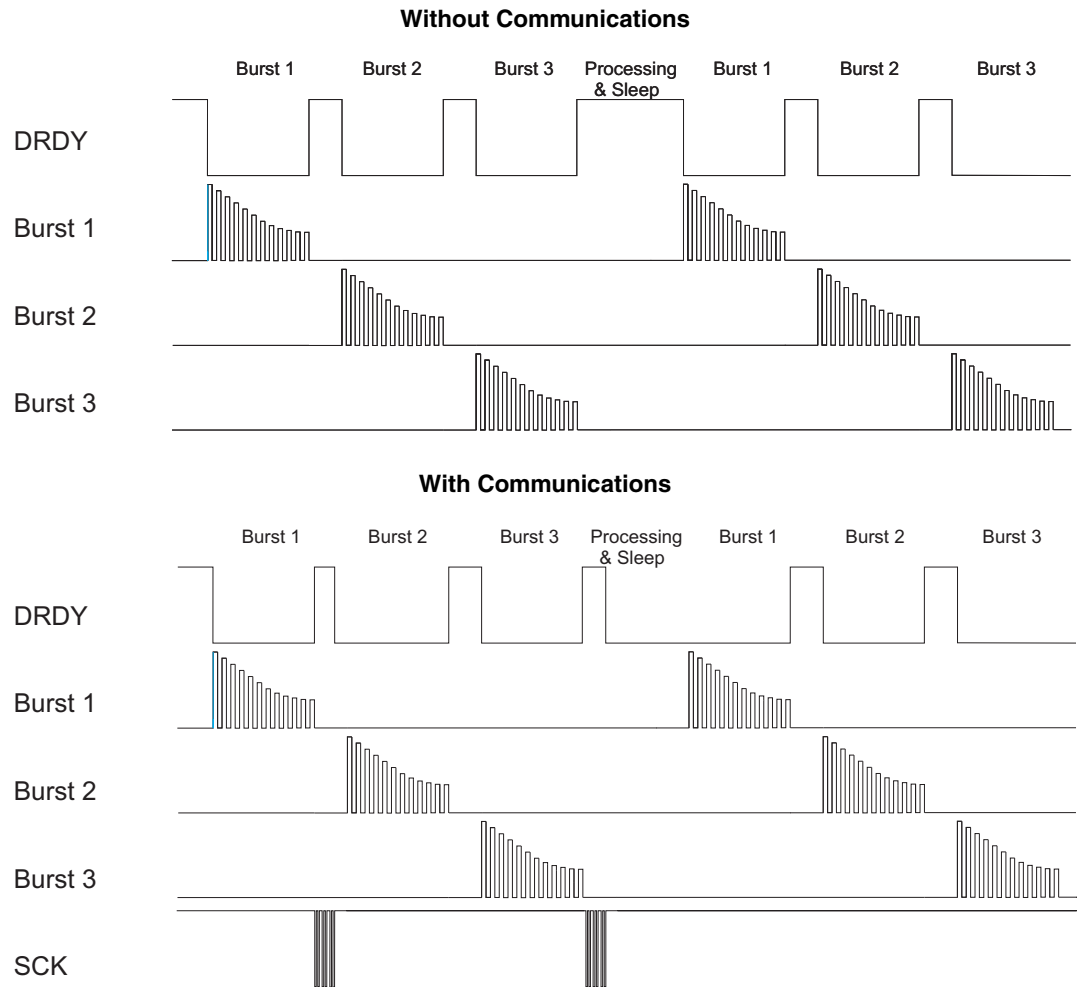 Without Communications
Burst 1 Burst 2 Burst 3 Processing Burst 1 Burst 2 Burst 3
& Sleep
DRDY
Burst 1
Burst 2
Burst 3
With Communications
Burst 1 Burst 2 Burst 3 Processing Burst 1 Burst 2 Burst 3
& Sleep
DRDY
Burst 1
Burst 2
Burst 3
SCK